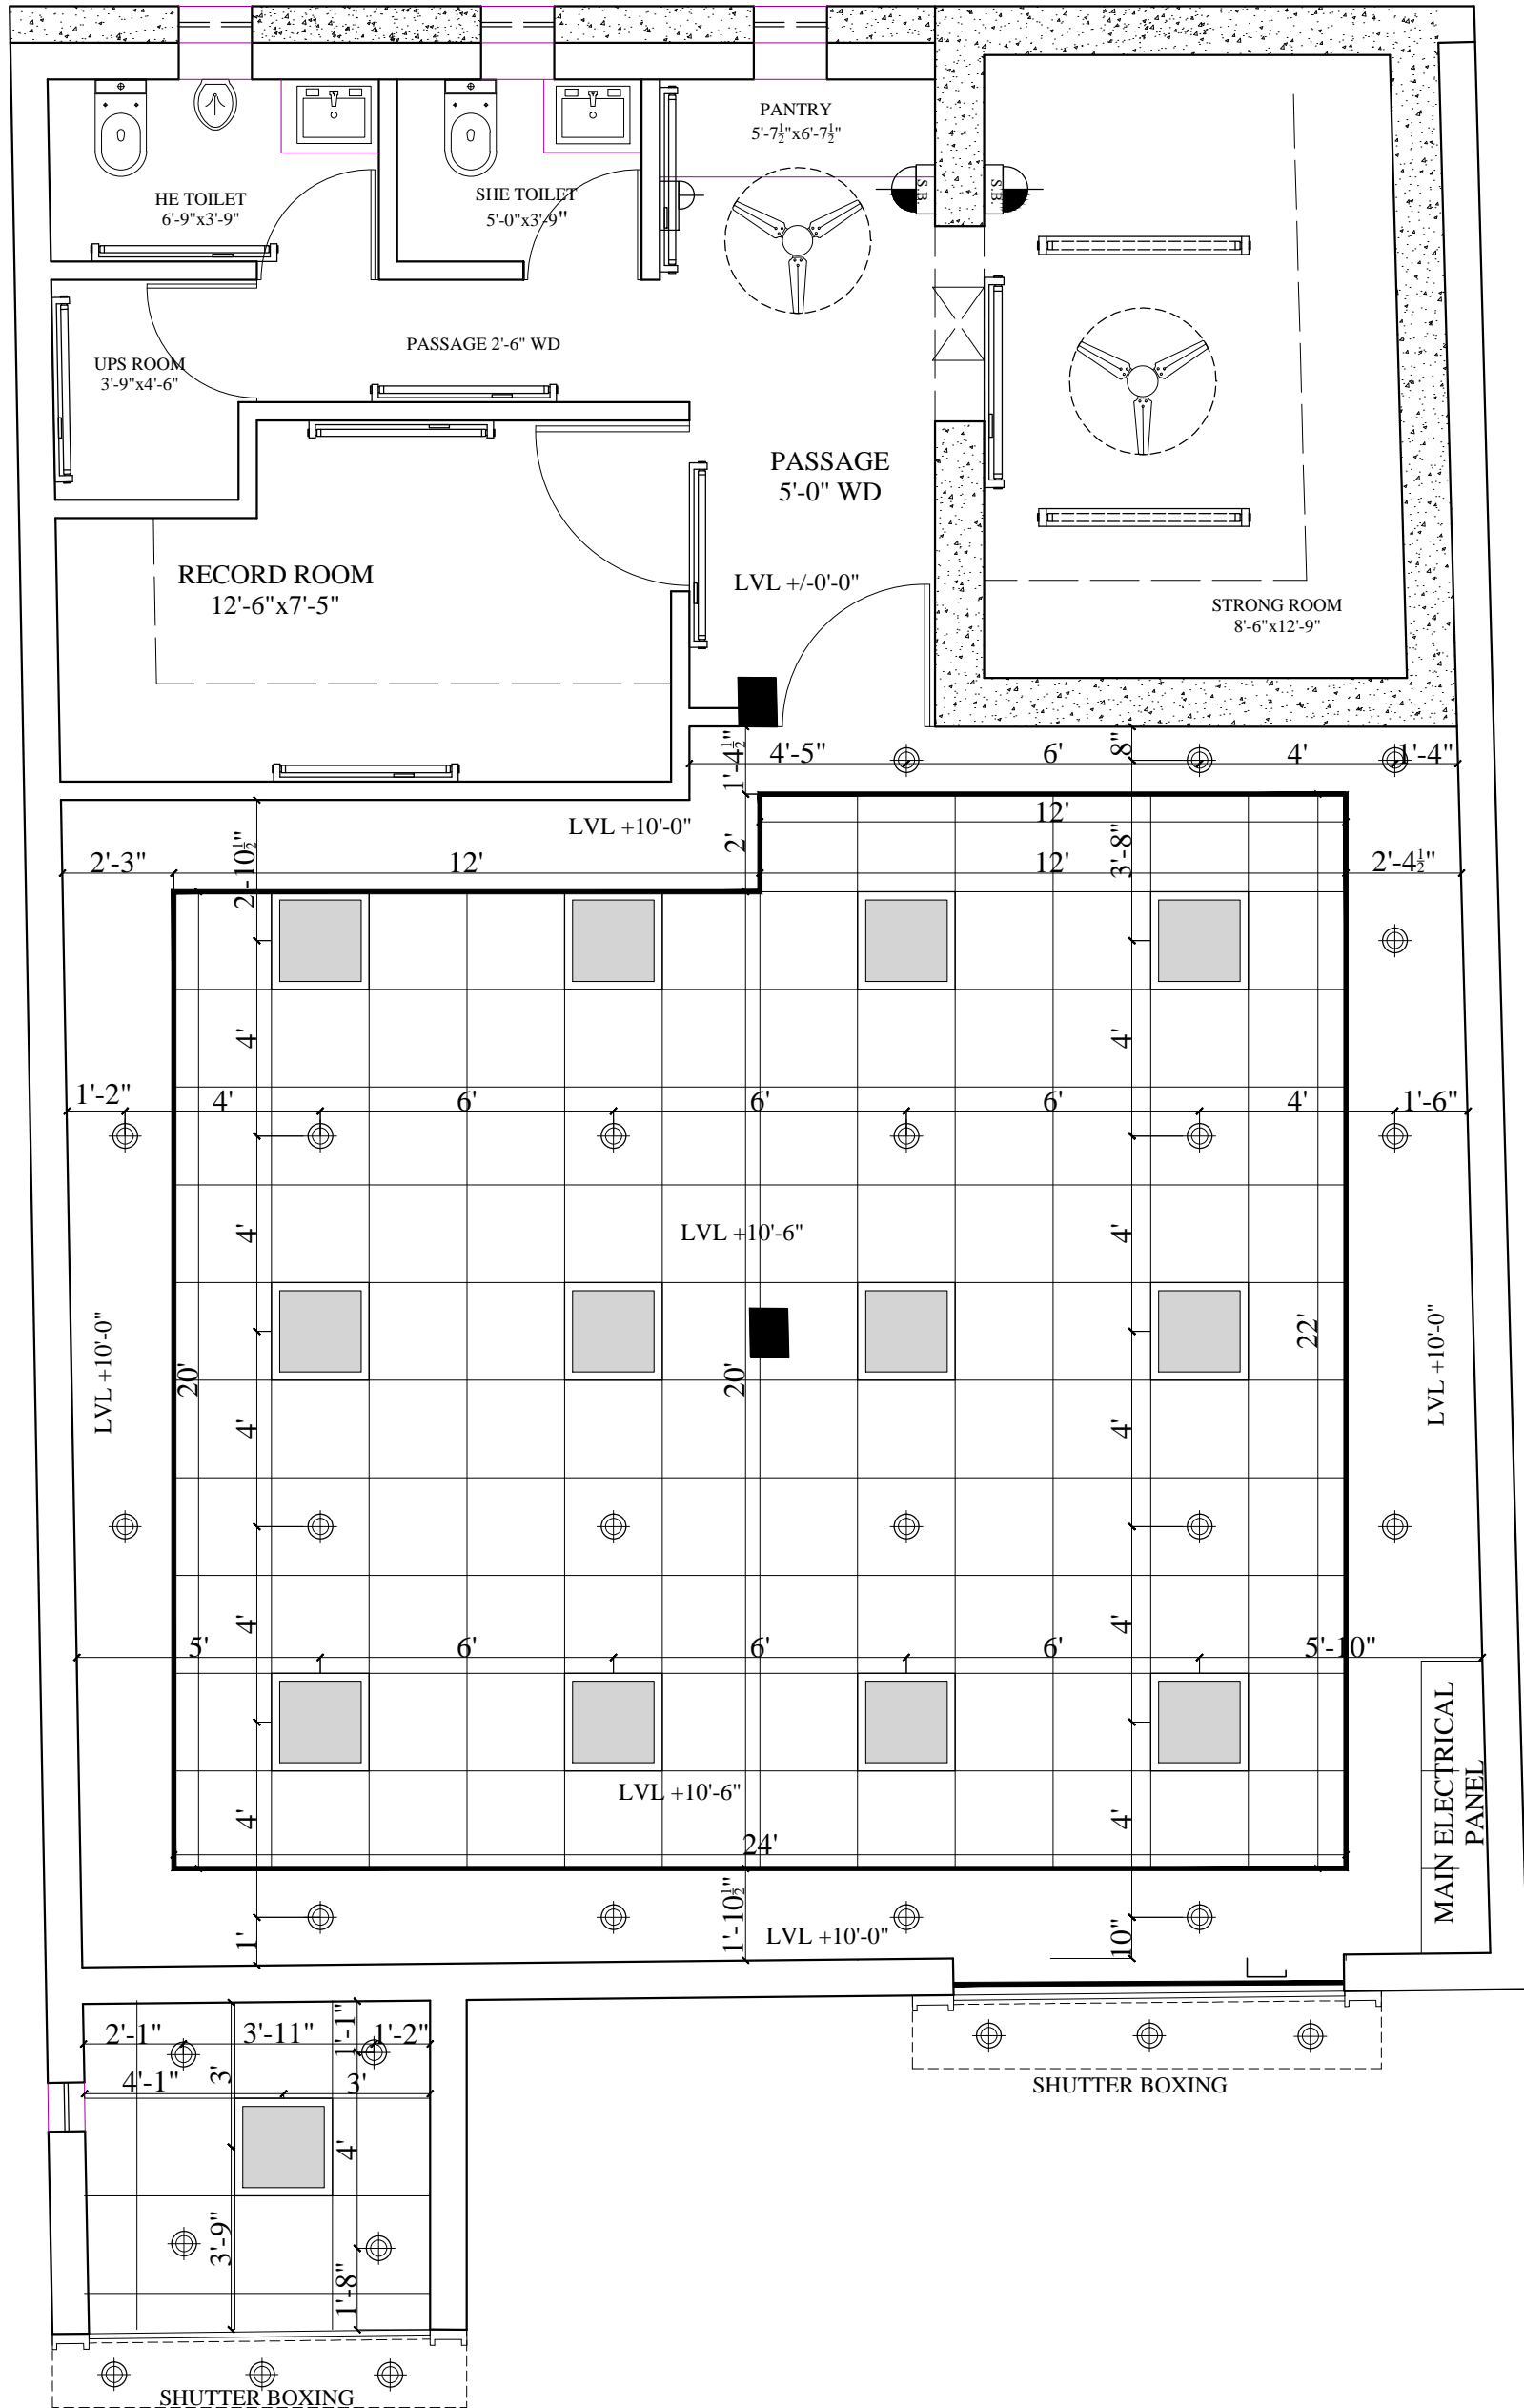 PANTRY
5'-7½"x6'-7½"
HE TOILET
6'-9"x3'-9"
SHE TOILET
5'-0"x3'-9"
S.B.
S.B.
UPS ROOM
3'-9"x4'-6"
PASSAGE 2'-6" WD
PASSAGE
5'-0" WD
RECORD ROOM
12'-6"x7'-5"
LVL +/-0'-0"
STRONG ROOM
8'-6"x12'-9"
1'-4½"
4'-5"
6'
8"
4'
1'-4"
LVL +10'-0"
12'
2'
2'-3"
2'-10½"
12'
12'
3'-8"
2'-4½"
4'
4'
1'-2"
4'
6'
6'
6'
4'
1'-6"
4'
LVL +10'-6"
4'
LVL +10'-0"
20'
20'
22'
LVL +10'-0"
4'
4'
4'
4'
5'
6'
6'
6'
5'-10"
MAIN ELECTRICAL
PANEL
LVL +10'-6"
4'
4'
24'
1'
1'-10½"
LVL +10'-0"
10"
2'-1"
3'-11"
1'-1"
1'-2"
4'-1"
3'
3'
SHUTTER BOXING
4'
3'-9"
1'-8"
SHUTTER BOXING